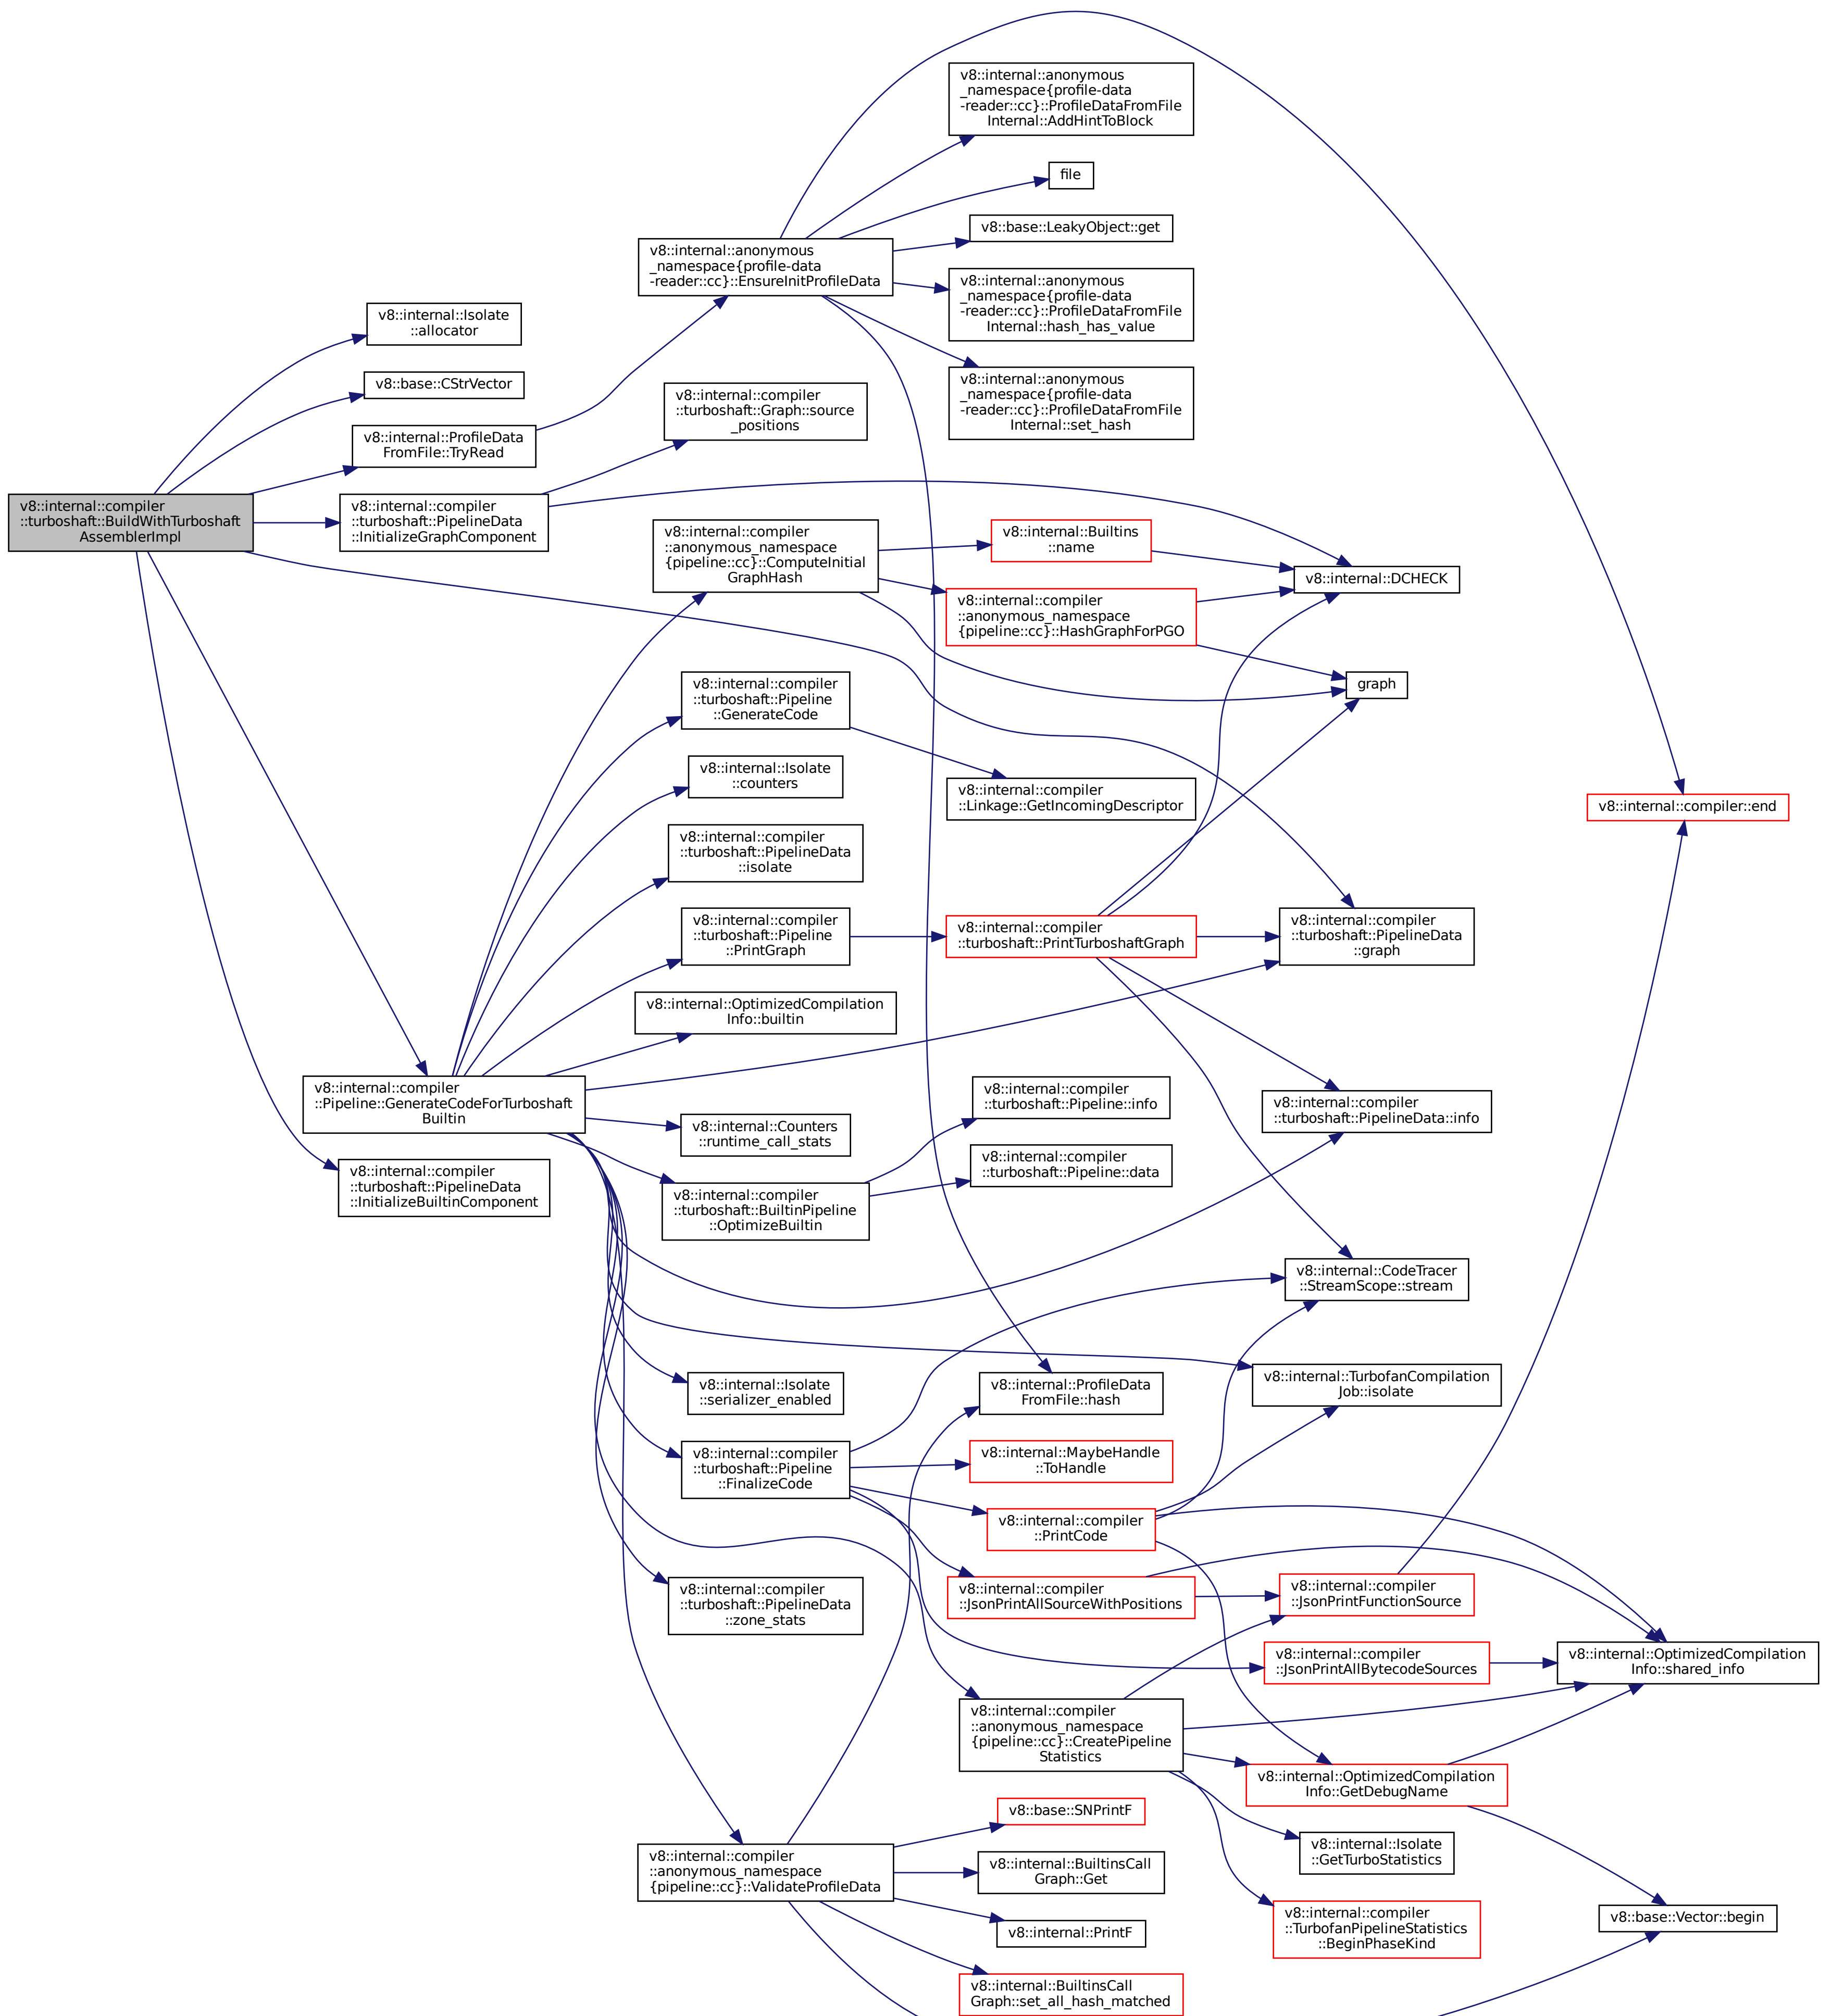 v8::internal::anonymous
_namespace{profile-data
-reader::cc}::ProfileDataFromFile
Internal::AddHintToBlock
file
v8::base::LeakyObject::get
v8::internal::anonymous
_namespace{profile-data
-reader::cc}::EnsureInitProfileData
v8::internal::anonymous
_namespace{profile-data
-reader::cc}::ProfileDataFromFile
Internal::hash_has_value
v8::internal::Isolate
::allocator
v8::base::CStrVector
v8::internal::anonymous
_namespace{profile-data
-reader::cc}::ProfileDataFromFile
Internal::set_hash
v8::internal::compiler
::turboshaft::Graph::source
_positions
v8::internal::ProfileData
FromFile::TryRead
v8::internal::compiler
::turboshaft::BuildWithTurboshaft
AssemblerImpl
v8::internal::compiler
::turboshaft::PipelineData
::InitializeGraphComponent
v8::internal::compiler
::anonymous_namespace
{pipeline::cc}::ComputeInitial
GraphHash
v8::internal::Builtins
::name
v8::internal::DCHECK
v8::internal::compiler
::anonymous_namespace
{pipeline::cc}::HashGraphForPGO
v8::internal::compiler
::turboshaft::Pipeline
::GenerateCode
graph
v8::internal::Isolate
::counters
v8::internal::compiler
::Linkage::GetIncomingDescriptor
v8::internal::compiler::end
v8::internal::compiler
::turboshaft::PipelineData
::isolate
v8::internal::compiler
::turboshaft::Pipeline
::PrintGraph
v8::internal::compiler
::turboshaft::PrintTurboshaftGraph
v8::internal::compiler
::turboshaft::PipelineData
::graph
v8::internal::OptimizedCompilation
Info::builtin
v8::internal::compiler
::Pipeline::GenerateCodeForTurboshaft
Builtin
v8::internal::compiler
::turboshaft::Pipeline::info
v8::internal::compiler
::turboshaft::PipelineData::info
v8::internal::Counters
::runtime_call_stats
v8::internal::compiler
::turboshaft::Pipeline::data
v8::internal::compiler
::turboshaft::PipelineData
::InitializeBuiltinComponent
v8::internal::compiler
::turboshaft::BuiltinPipeline
::OptimizeBuiltin
v8::internal::CodeTracer
::StreamScope::stream
v8::internal::Isolate
::serializer_enabled
v8::internal::ProfileData
FromFile::hash
v8::internal::TurbofanCompilation
Job::isolate
v8::internal::compiler
::turboshaft::Pipeline
::FinalizeCode
v8::internal::MaybeHandle
::ToHandle
v8::internal::compiler
::PrintCode
v8::internal::compiler
::turboshaft::PipelineData
::zone_stats
v8::internal::compiler
::JsonPrintAllSourceWithPositions
v8::internal::compiler
::JsonPrintFunctionSource
v8::internal::compiler
::JsonPrintAllBytecodeSources
v8::internal::OptimizedCompilation
Info::shared_info
v8::internal::compiler
::anonymous_namespace
{pipeline::cc}::CreatePipeline
Statistics
v8::internal::OptimizedCompilation
Info::GetDebugName
v8::base::SNPrintF
v8::internal::Isolate
::GetTurboStatistics
v8::internal::compiler
::anonymous_namespace
{pipeline::cc}::ValidateProfileData
v8::internal::BuiltinsCall
Graph::Get
v8::internal::PrintF
v8::internal::compiler
::TurbofanPipelineStatistics
::BeginPhaseKind
v8::base::Vector::begin
v8::internal::BuiltinsCall
Graph::set_all_hash_matched